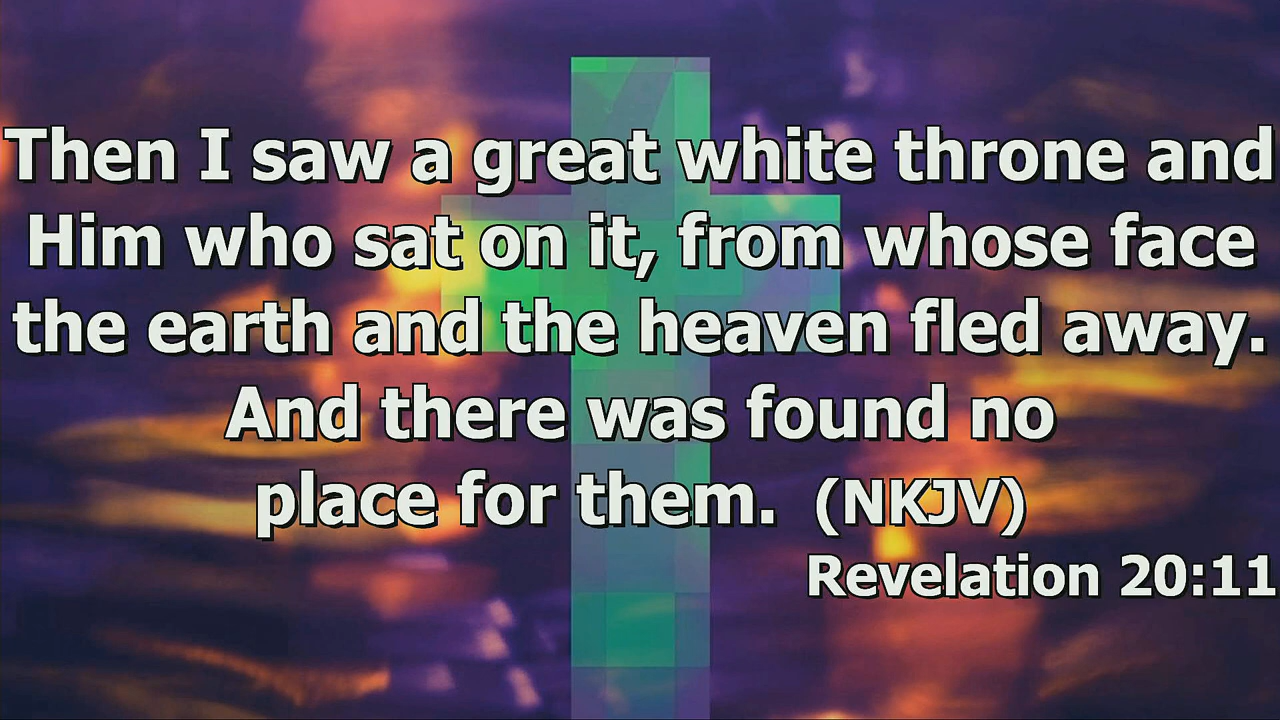 Then I saw a great white throne and
Him who sat on it, from whose face
the earth and the heaven fled away.
And there was found no
place for them. (NKJV)
Revelation 20:11